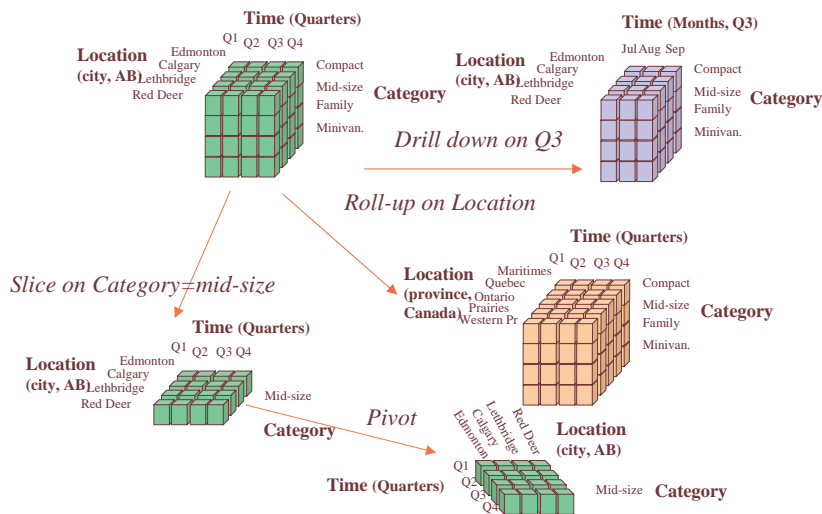 Time (Quarters)
Q1 Q2 Q3 Q4
Location
(city, AB)
Edmonton
Calgary
Lethbridge
Red Deer
Compact
Mid-size
Family
Minivan.
Category
Time (Months, Q3)
Jul Aug Sep
Location
(city, AB)
Edmonton
Calgary
Lethbridge
Red Deer
Compact
Mid-size
Family
Minivan.
Category
Drill down on Q3
Roll-up on Location
Slice on Category=mid-size
Time (Quarters)
Q1 Q2 Q3 Q4
Location
(province,
Canada)
Maritimes
Quebec
Ontario
Prairies
Western Pr
Compact
Mid-size
Family
Minivan.
Category
Time (Quarters)
Q1 Q2 Q3 Q4
Location
(city, AB)
Edmonton
Calgary
Lethbridge
Red Deer
Mid-size
Category
Pivot
Edmonton
Calgary
Lethbridge
Red Deer
Location
(city, AB)
Time (Quarters)
Q1
Q2
Q3
Q4
Mid-size
Category